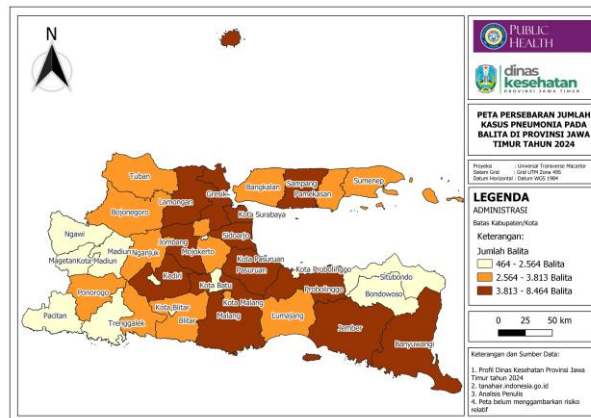 N
PUBLIC
HEALTH
dinas
kesehatan
PROVINSI JAWA TIMUR
PETA PERSEBARAN JUMLAH
KASUS PNEUMONIA PADA
BALITA DI PROVINSI JAWA
TIMUR TAHUN 2024
Proyeksi : Universal Transverse Mercator
Sistem Grid : Grid UTM Zona 49S
Datum Horizontal : Datum WGS 1984
LEGENDA
ADMINISTRASI
Batas Kabupaten/Kota
Keterangan:
Jumlah Balita
464 - 2.564 Balita
2.564 - 3.813 Balita
3.813 - 8.464 Balita
0 25 50 km
Keterangan dan Sumber Data:
1. Profil Dinas Kesehatan Provinsi Jawa
Timur tahun 2024
2. tanahair.indonesia.go.id
3. Analisis Penulis
4. Peta belum menggambarkan risiko
relatif
Tuban
Lamongan
Gresik
Bangkalan
Sampang
Pamekasan
Sumenep
Bojonegoro
Kota Surabaya
Ngawi
Sidoarjo
Magetan
Kota Madiun
Madiun
Nganjuk
Jombang
Mojokerto
Kota Pasuruan
Pasuruan
Kota Probolinggo
Probolinggo
Situbondo
Bondowoso
Ponorogo
Kediri
Kota Batu
Pacitan
Trenggalek
Kota Blitar
Blitar
Kota Malang
Malang
Lumajang
Jember
Banyuwangi